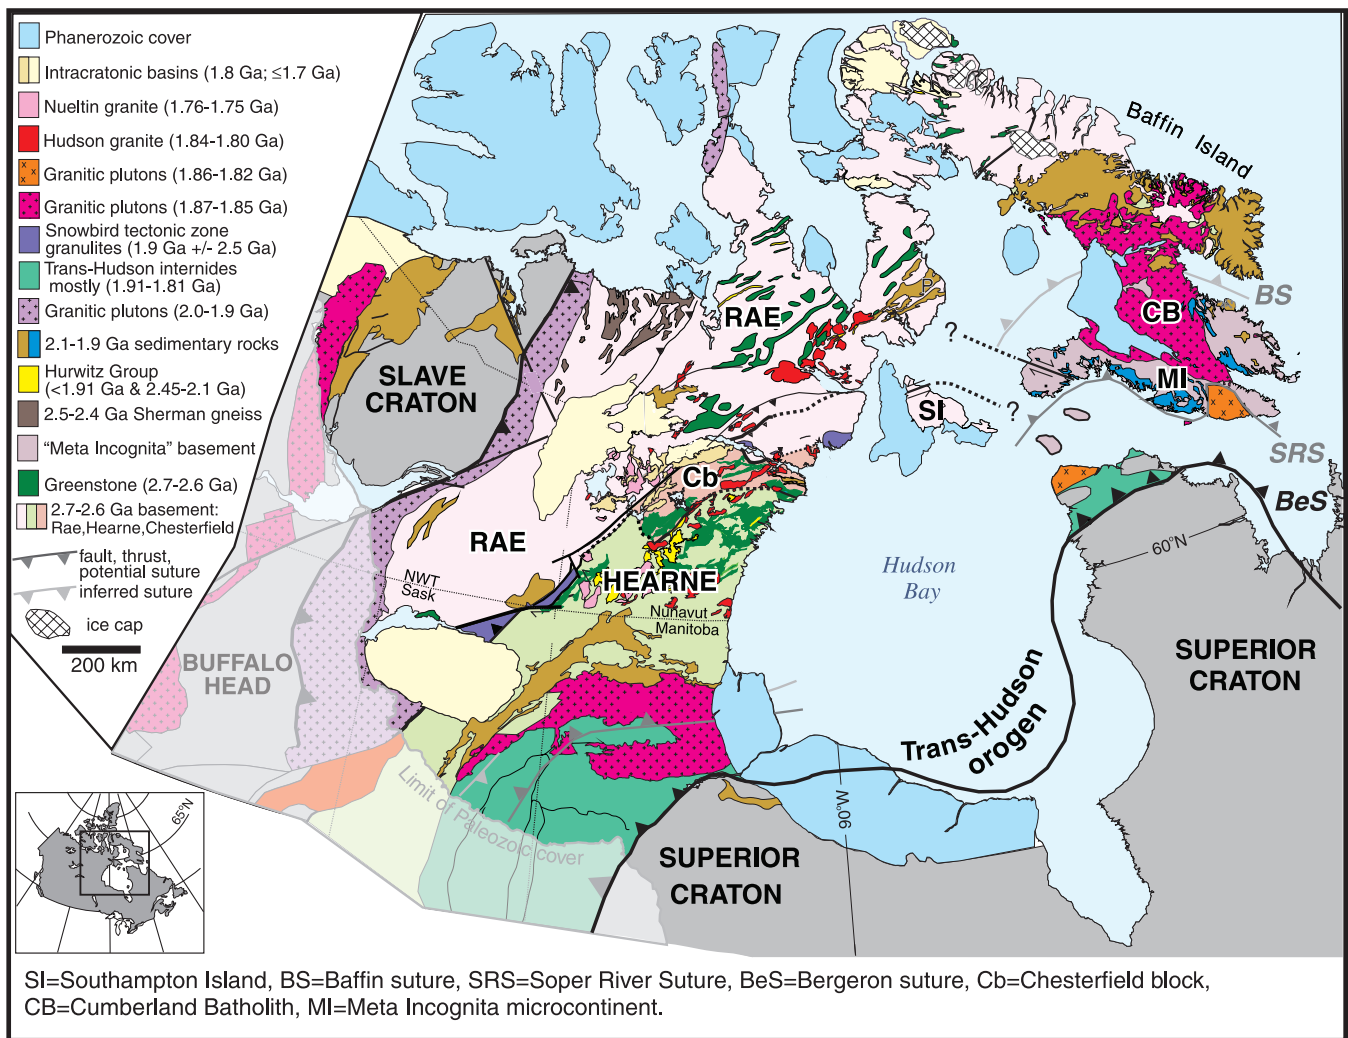 Phanerozoic cover
Intracratonic basins (1.8 Ga; ≤1.7 Ga)
Nueltin granite (1.76-1.75 Ga)
Hudson granite (1.84-1.80 Ga)
Granitic plutons (1.86-1.82 Ga)
Granitic plutons (1.87-1.85 Ga)
Snowbird tectonic zone
granulites (1.9 Ga +/- 2.5 Ga)
Trans-Hudson internides
mostly (1.91-1.81 Ga)
Granitic plutons (2.0-1.9 Ga)
2.1-1.9 Ga sedimentary rocks
Hurwitz Group
(<1.91 Ga & 2.45-2.1 Ga)
2.5-2.4 Ga Sherman gneiss
“Meta Incognita” basement
Greenstone (2.7-2.6 Ga)
2.7-2.6 Ga basement:
Rae,Hearne,Chesterfield
fault, thrust,
potential suture
inferred suture
ice cap
200 km
65°N
Baffin Island
BS
CB
MI
SRS
BeS
RAE
P
?
?
SI
SLAVE
CRATON
Cb
RAE
HEARNE
NWT
Sask
Nunavut
Manitoba
Hudson
Bay
60°N
BUFFALO
HEAD
SUPERIOR
CRATON
Trans-Hudson
orogen
Limit of Paleozoic cover
90°W
SUPERIOR
CRATON
SI=Southampton Island, BS=Baffin suture, SRS=Soper River Suture, BeS=Bergeron suture, Cb=Chesterfield block,
CB=Cumberland Batholith, MI=Meta Incognita microcontinent.